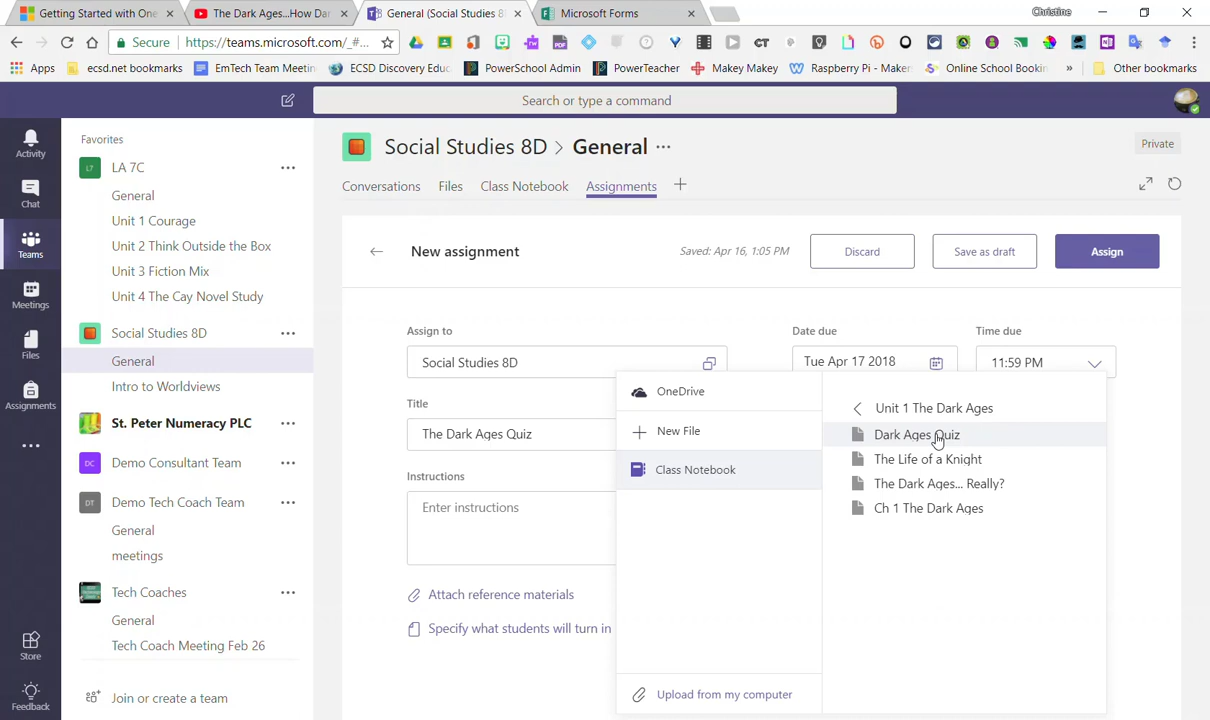 Getting Started with One
The Dark Ages...How Dar
General (Social Studies 8
Microsoft Forms
Christine
Secure
https://teams.microsoft.com/_#...
Apps
ecsd.net bookmarks
EmTech Team Meetin
ECSD Discovery Educ
PowerSchool Admin
PowerTeacher
Makey Makey
Raspberry Pi - Maker
Online School Bookin
»
Other bookmarks
Search or type a command
Activity
Chat
Teams
Meetings
Files
Assignments
Store
Feedback
Favorites
L7
LA 7C
General
Unit 1 Courage
Unit 2 Think Outside the Box
Unit 3 Fiction Mix
Unit 4 The Cay Novel Study
Social Studies 8D
General
Intro to Worldviews
St. Peter Numeracy PLC
DC
Demo Consultant Team
DT
Demo Tech Coach Team
General
meetings
Tech Coaches
General
Tech Coach Meeting Feb 26
Join or create a team
Social Studies 8D > General ...
Private
Conversations
Files
Class Notebook
Assignments
New assignment
Saved: Apr 16, 1:05 PM
Discard
Save as draft
Assign
Assign to
Social Studies 8D
Date due
Tue Apr 17 2018
Time due
11:59 PM
Title
The Dark Ages Quiz
Instructions
Enter instructions
Attach reference materials
Specify what students will turn in
OneDrive
New File
Class Notebook
Upload from my computer
Unit 1 The Dark Ages
Dark Ages Quiz
The Life of a Knight
The Dark Ages... Really?
Ch 1 The Dark Ages